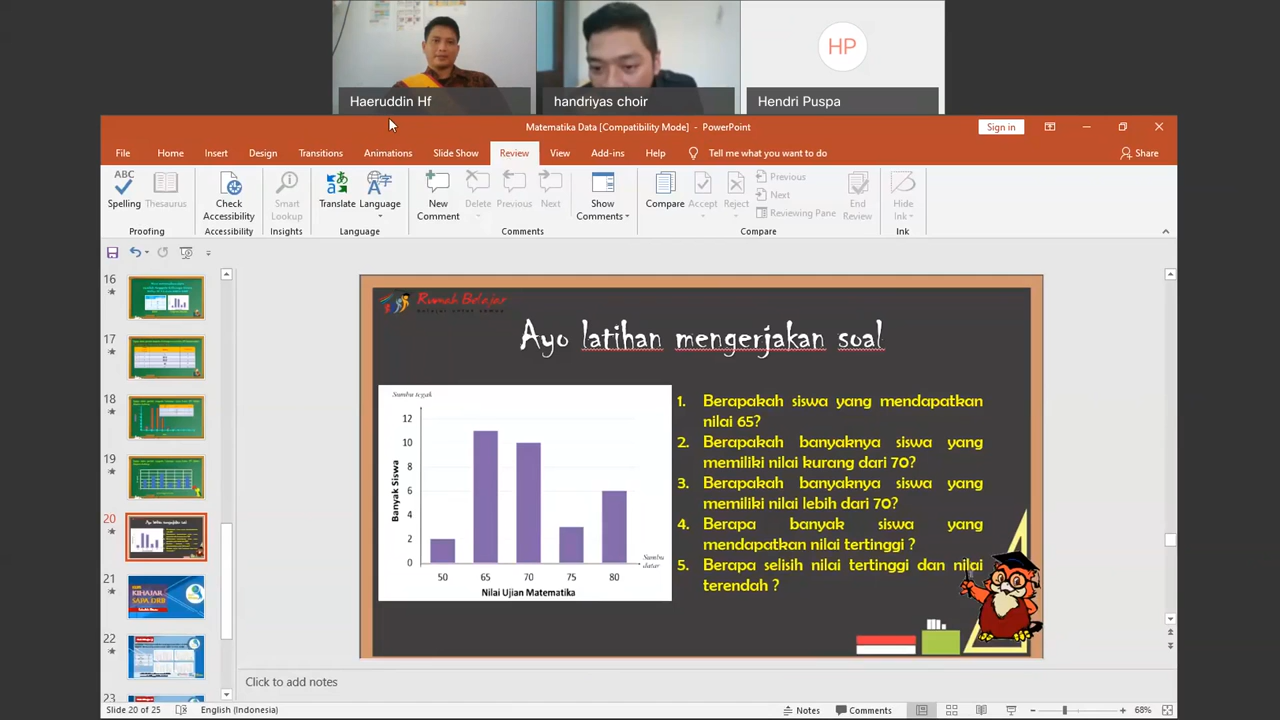 HP
Haeruddin Hf
handriyas choir
Hendri Puspa
Matematika Data [Compatibility Mode] - PowerPoint
Sign in
File Home Insert Design Transitions Animations Slide Show Review View Add-ins Help Tell me what you want to do Share
ABC
Spelling Thesaurus
Proofing
Check Accessibility
Accessibility
Smart Lookup
Insights
Translate Language
Language
New Comment
Delete Previous Next
Show Comments
Comments
Compare
Accept Reject
Previous
Next
Reviewing Pane
End Review
Compare
Hide Ink
Ink
16
17
18
19
20
Ayo latihan mengerjakan soal
21
KIHAJAR
22
23
Rumah Belajar
Ayo latihan mengerjakan soal
Sumbu tegak
12
10
8
6
4
2
0
Banyak Siswa
50 65 70 75 80
Sumbu
datar
Nilai Ujian Matematika
1. Berapakah siswa yang mendapatkan
nilai 65?
2. Berapakah banyaknya siswa yang
memiliki nilai kurang dari 70?
3. Berapakah banyaknya siswa yang
memiliki nilai lebih dari 70?
4. Berapa banyak siswa yang
mendapatkan nilai tertinggi ?
5. Berapa selisih nilai tertinggi dan nilai
terendah ?
Click to add notes
Slide 20 of 25 English (Indonesia) Notes Comments 68%